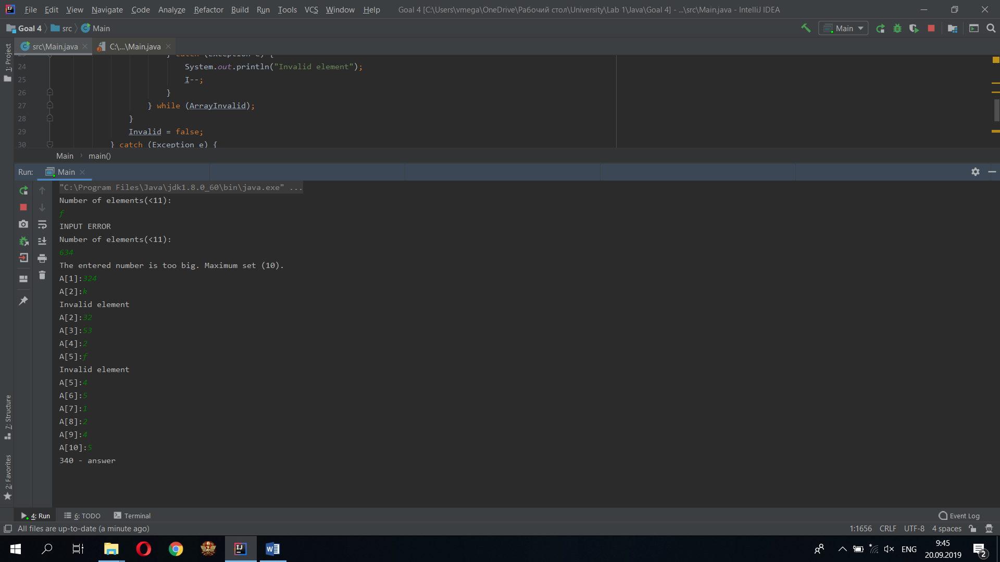 File Edit View Navigate Code Analyze Refactor Build Run Tools VCS Window Help Goal 4 [C:\Users\vmega\OneDrive\Рабочий стол\University\Lab 1\Java\Goal 4] - ...\src\Main.java - IntelliJ IDEA
Goal 4 src Main Main
1: Project
src\Main.java C:\...\Main.java
23 } catch (Exception e) {
24 System.out.println("Invalid element");
25 I--;
26 }
27 } while (ArrayInvalid);
28 }
29 Invalid = false;
30 } catch (Exception e) {
Main main()
Run: Main
"C:\Program Files\Java\jdk1.8.0_60\bin\java.exe" ...
Number of elements(<11):
f
INPUT ERROR
Number of elements(<11):
634
The entered number is too big. Maximum set (10).
A[1]:324
A[2]:k
Invalid element
A[2]:32
A[3]:53
A[4]:2
A[5]:f
Invalid element
A[5]:4
A[6]:5
A[7]:1
A[8]:2
A[9]:4
A[10]:5
340 - answer
7: Structure
2: Favorites
4: Run 6: TODO Terminal Event Log
All files are up-to-date (a minute ago) 1:1656 CRLF UTF-8 4 spaces
ENG 9:45
20.09.2019 2